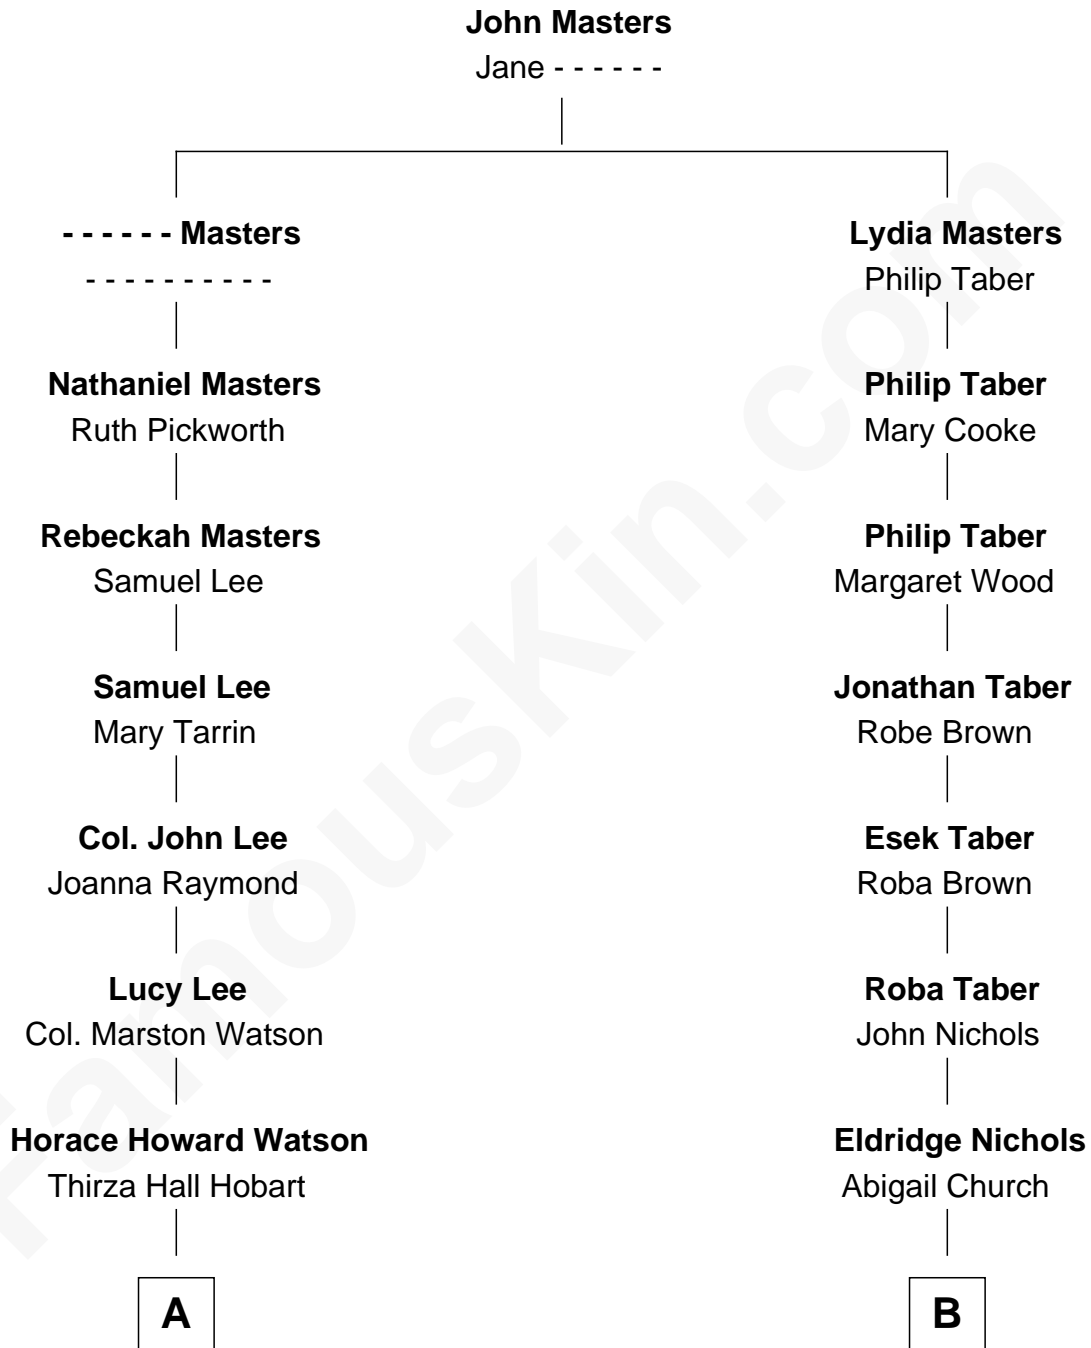 John Masters
Jane - - - - - -
- - - - - - Masters
- - - - - - - - - -
Lydia Masters
Philip Taber
Nathaniel Masters
Ruth Pickworth
Philip Taber
Mary Cooke
Rebeckah Masters
Samuel Lee
Philip Taber
Margaret Wood
Samuel Lee
Mary Tarrin
Jonathan Taber
Robe Brown
Col. John Lee
Joanna Raymond
Esek Taber
Roba Brown
Lucy Lee
Col. Marston Watson
Roba Taber
John Nichols
Horace Howard Watson
Thirza Hall Hobart
Eldridge Nichols
Abigail Church
A
B
FamousKin.com